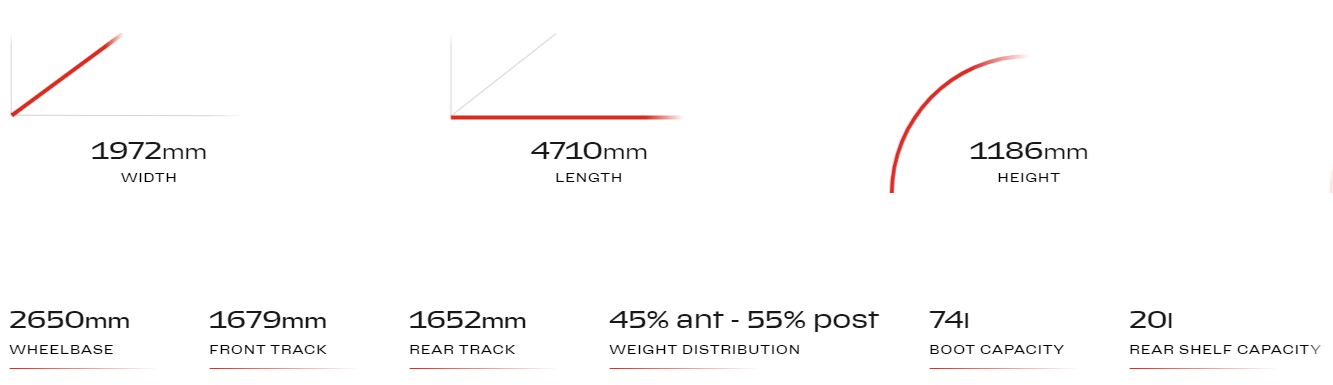 1972mm
WIDTH
4710mm
LENGTH
1186mm
HEIGHT
2650mm
WHEELBASE
1679mm
FRONT TRACK
1652mm
REAR TRACK
45% ant - 55% post
WEIGHT DISTRIBUTION
74l
BOOT CAPACITY
20l
REAR SHELF CAPACITY